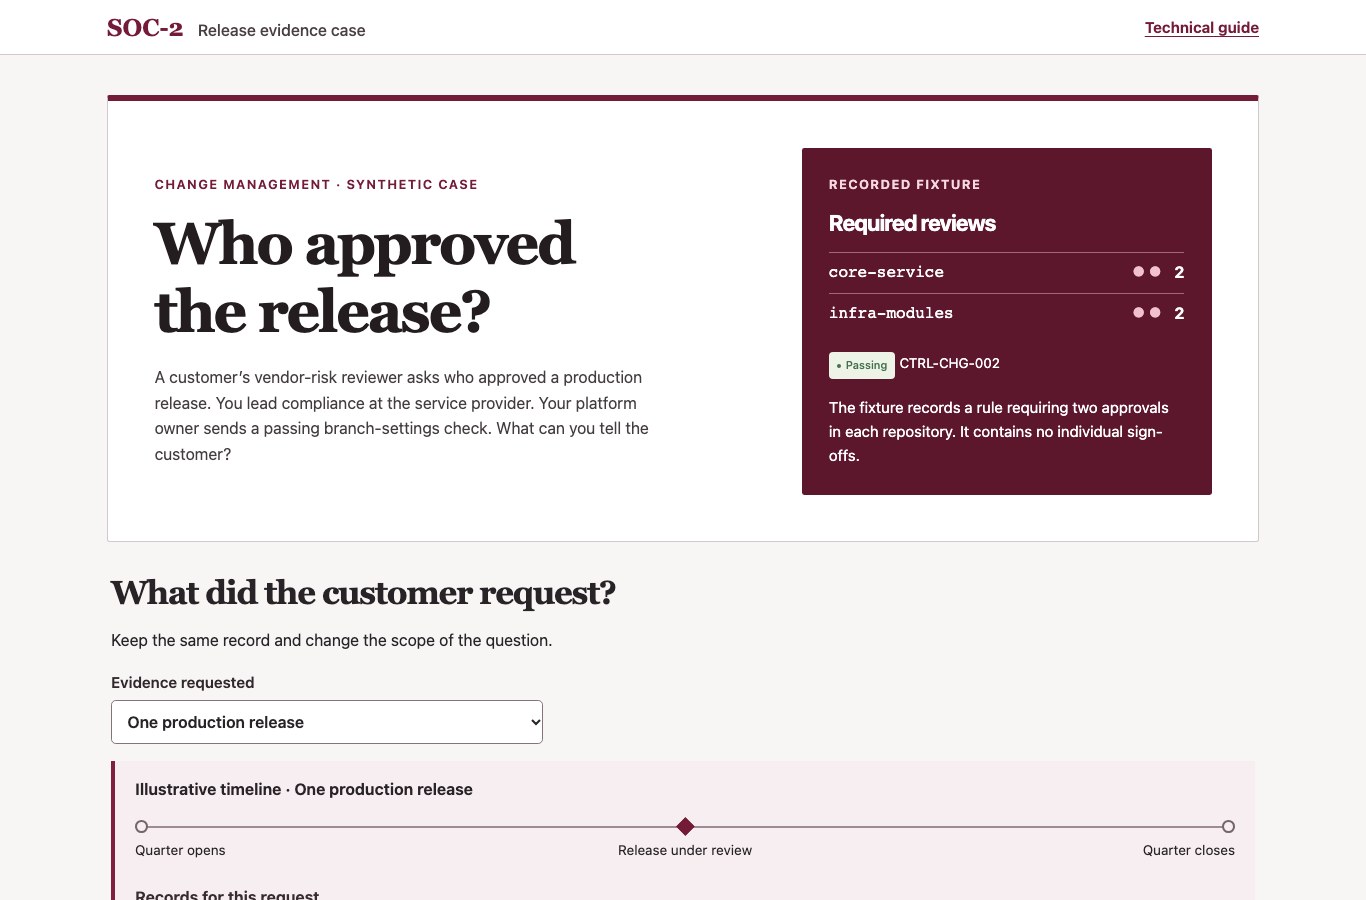 SOC-2 Release evidence case
Technical guide
CHANGE MANAGEMENT · SYNTHETIC CASE
Who approved
the release?
A customer’s vendor-risk reviewer asks who approved a production
release. You lead compliance at the service provider. Your platform
owner sends a passing branch-settings check. What can you tell the
customer?
RECORDED FIXTURE
Required reviews
core-service 2
infra-modules 2
Passing CTRL-CHG-002
The fixture records a rule requiring two approvals
in each repository. It contains no individual sign-
offs.
What did the customer request?
Keep the same record and change the scope of the question.
Evidence requested
One production release
Illustrative timeline · One production release
Quarter opens
Release under review
Quarter closes
Records for this request